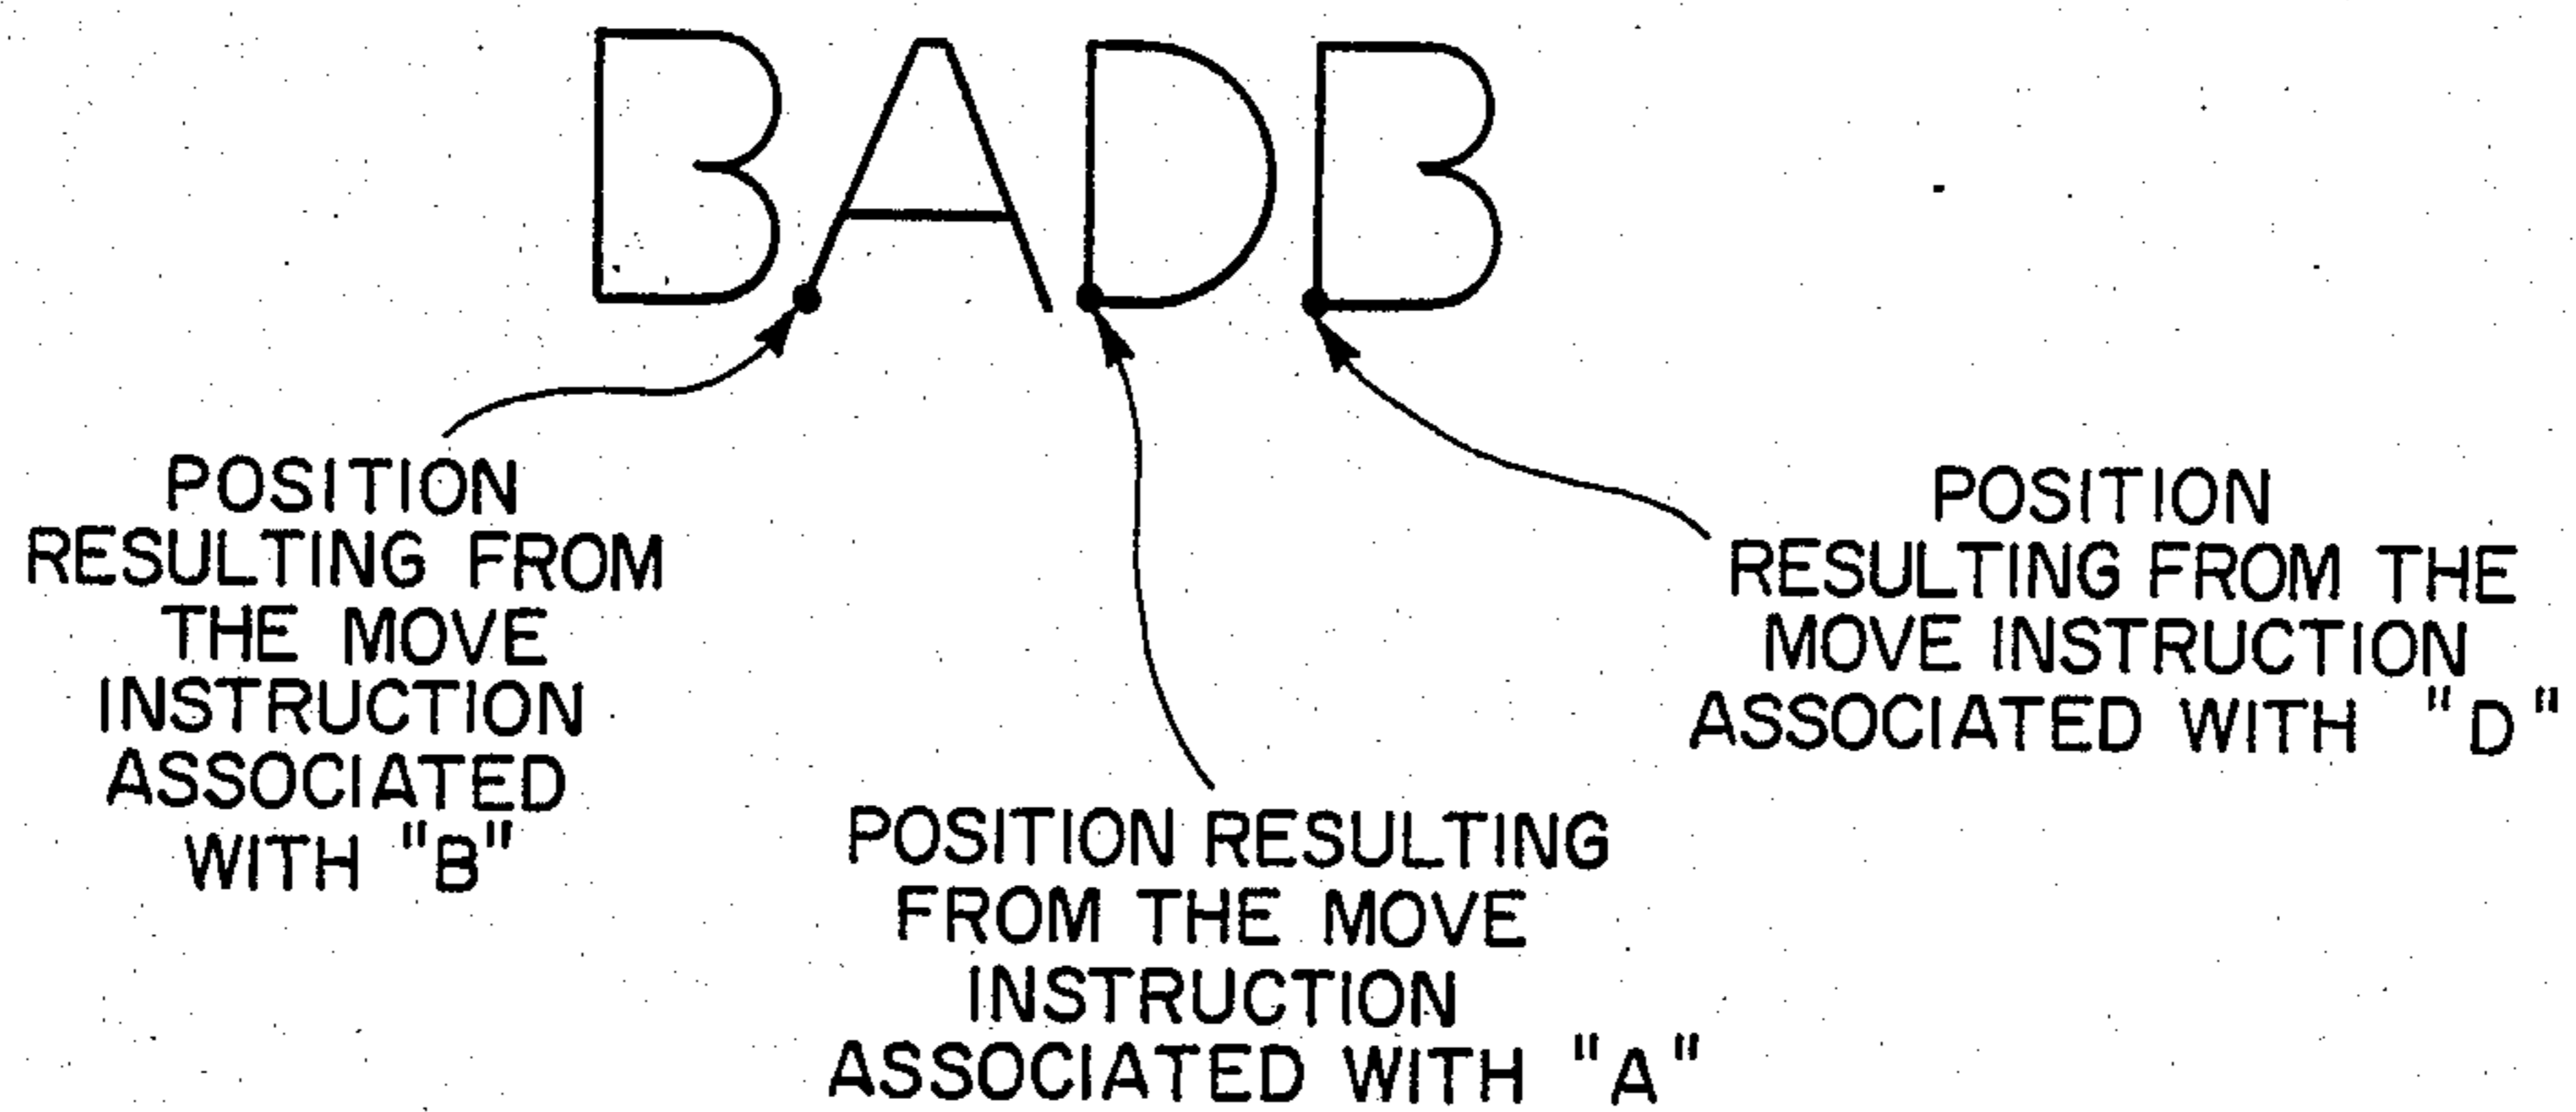 BADB
POSITION
RESULTING FROM
THE MOVE
INSTRUCTION
ASSOCIATED
WITH "B"
POSITION RESULTING
FROM THE MOVE
INSTRUCTION
ASSOCIATED WITH "A"
POSITION
RESULTING FROM THE
MOVE INSTRUCTION
ASSOCIATED WITH "D"